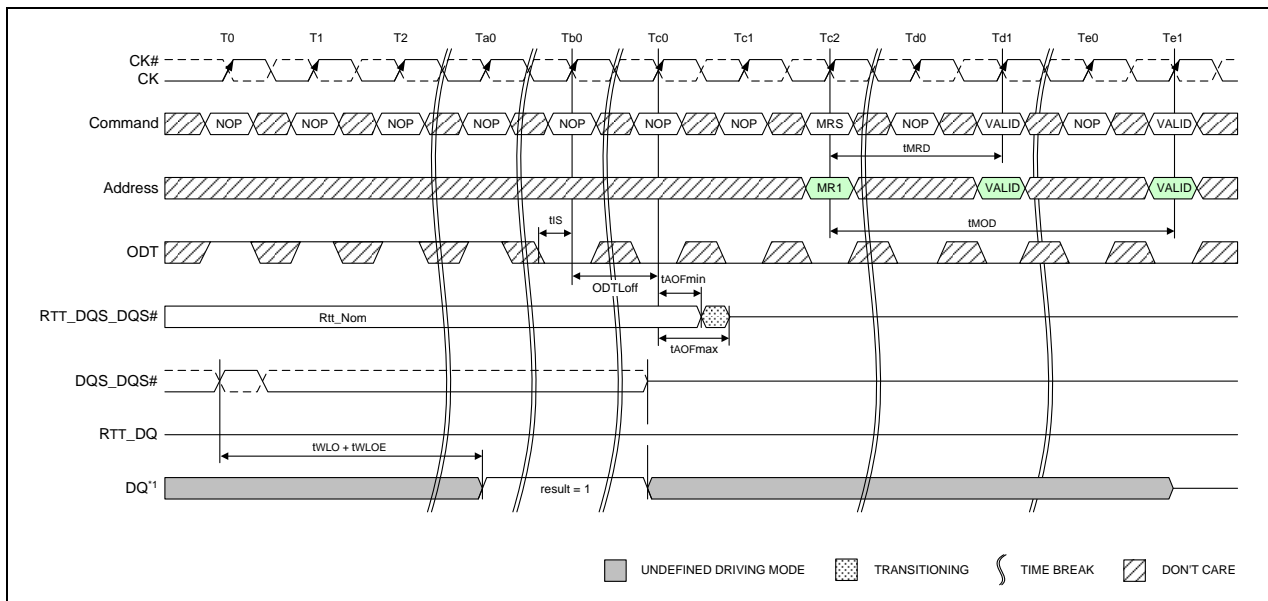 T0 T1 T2 Ta0 Tb0 Tc0 Tc1 Tc2 Td0 Td1 Te0 Te1
CK#
CK
Command NOP NOP NOP NOP NOP NOP NOP MRS NOP VALID NOP VALID
tMRD
Address MR1 VALID VALID
tIS
tMOD
ODT
tAOFmin
ODTLoff
RTT_DQS_DQS# Rtt_Nom
tAOFmax
DQS_DQS#
RTT_DQ
tWLO + tWLOE
DQ*1 result = 1
UNDEFINED DRIVING MODE TRANSITIONING TIME BREAK DON'T CARE